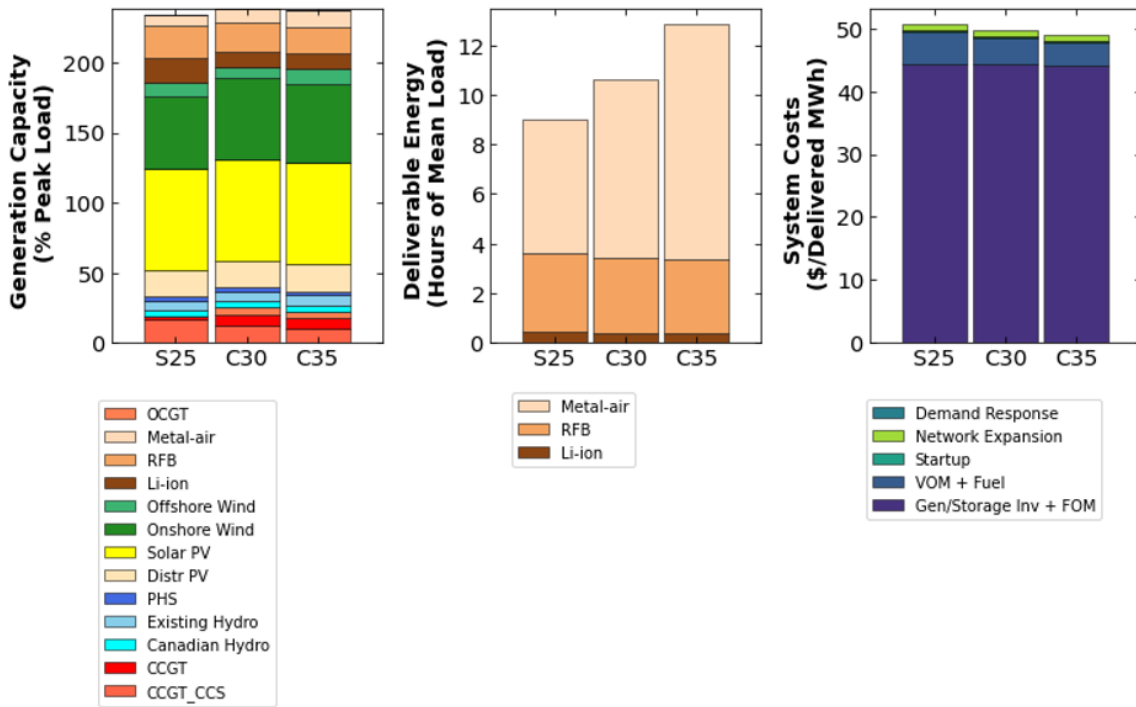 Generation Capacity
(% Peak Load)
200
150
100
50
0
S25 C30 C35
Deliverable Energy
(Hours of Mean Load)
12
10
8
6
4
2
0
S25 C30 C35
System Costs
($/Delivered MWh)
50
40
30
20
10
0
S25 C30 C35
OCGT
Metal-air
RFB
Li-ion
Offshore Wind
Onshore Wind
Solar PV
Distr PV
PHS
Existing Hydro
Canadian Hydro
CCGT
CCGT_CCS
Metal-air
RFB
Li-ion
Demand Response
Network Expansion
Startup
VOM + Fuel
Gen/Storage Inv + FOM